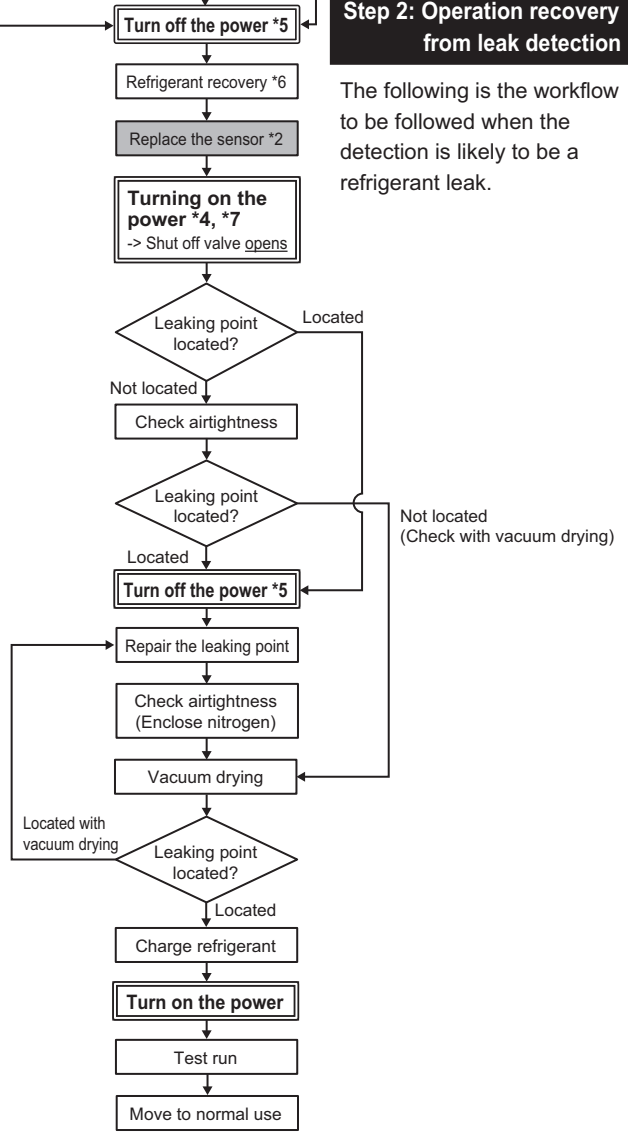 Step 2: Operation recovery
from leak detection
The following is the workflow
to be followed when the
detection is likely to be a
refrigerant leak.
Turn off the power *5
Refrigerant recovery *6
Replace the sensor *2
Turning on the
power *4, *7
-> Shut off valve opens
Leaking point
located?
Located
Not located
Check airtightness
Leaking point
located?
Not located
(Check with vacuum drying)
Located
Turn off the power *5
Repair the leaking point
Check airtightness
(Enclose nitrogen)
Vacuum drying
Located with
vacuum drying
Leaking point
located?
Located
Charge refrigerant
Turn on the power
Test run
Move to normal use